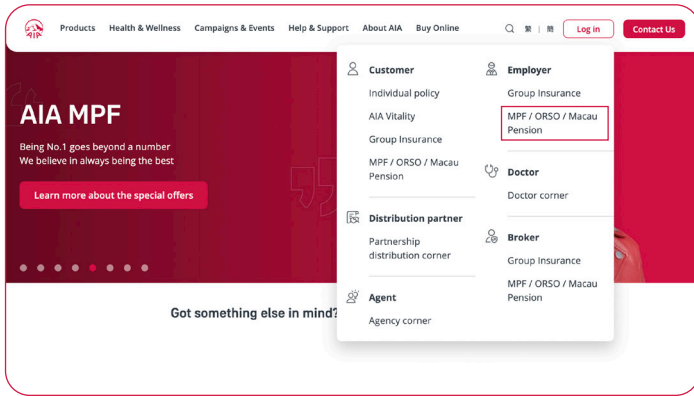 AIA
Products
Health & Wellness
Campaigns & Events
Help & Support
About AIA
Buy Online
繁 | 簡
Log in
Contact Us
AIA MPF
Being No.1 goes beyond a number
We believe in always being the best
Learn more about the special offers
Got something else in mind?
Customer
Individual policy
AIA Vitality
Group Insurance
MPF / ORSO / Macau
Pension
Distribution partner
Partnership
distribution corner
Agent
Agency corner
Employer
Group Insurance
MPF / ORSO / Macau
Pension
Doctor
Doctor corner
Broker
Group Insurance
MPF / ORSO / Macau
Pension